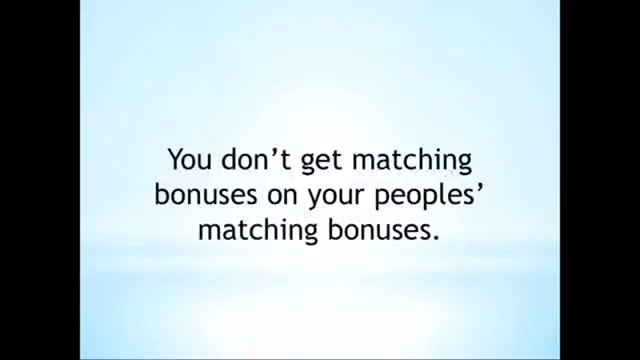 You don’t get matching
bonuses on your peoples’
matching bonuses.